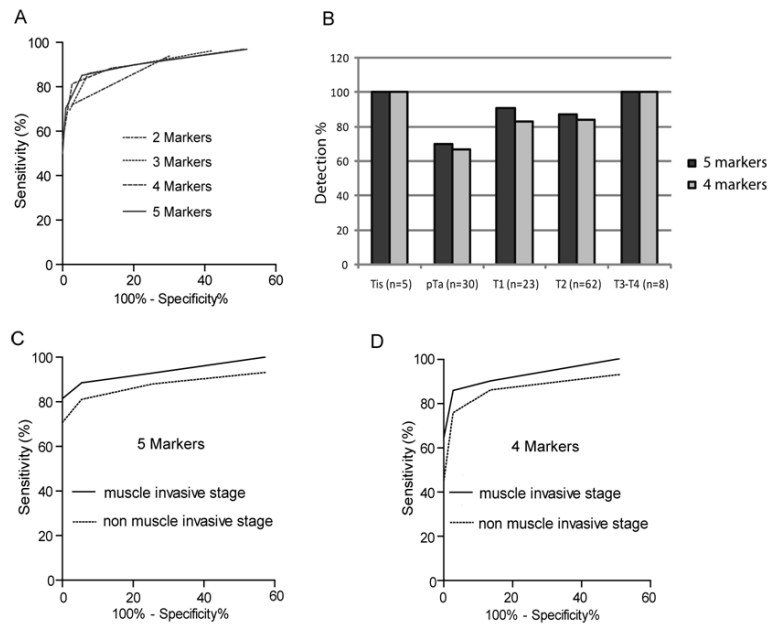 A
100
80
60
40
20
0
Sensitivity (%)
2 Markers
3 Markers
4 Markers
5 Markers
0 20 40 60
100% - Specificity%
B
120
100
80
60
40
20
0
Detection %
Tis (n=5) pTa (n=30) T1 (n=23) T2 (n=62) T3-T4 (n=8)
5 markers
4 markers
C
100
80
60
40
20
0
Sensitivity (%)
5 Markers
muscle invasive stage
non muscle invasive stage
0 20 40 60
100% - Specificity%
D
100
80
60
40
20
0
Sensitivity (%)
4 Markers
muscle invasive stage
non muscle invasive stage
0 20 40 60
100% - Specificity%